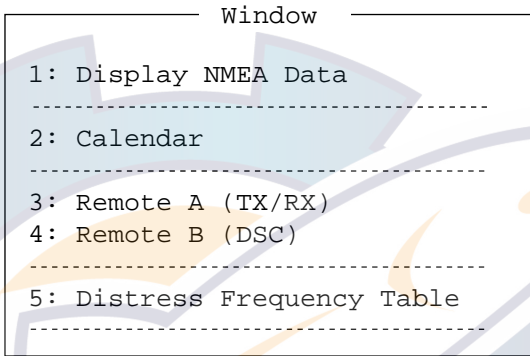 Window
1: Display NMEA Data
2: Calendar
3: Remote A (TX/RX)
4: Remote B (DSC)
5: Distress Frequency Table